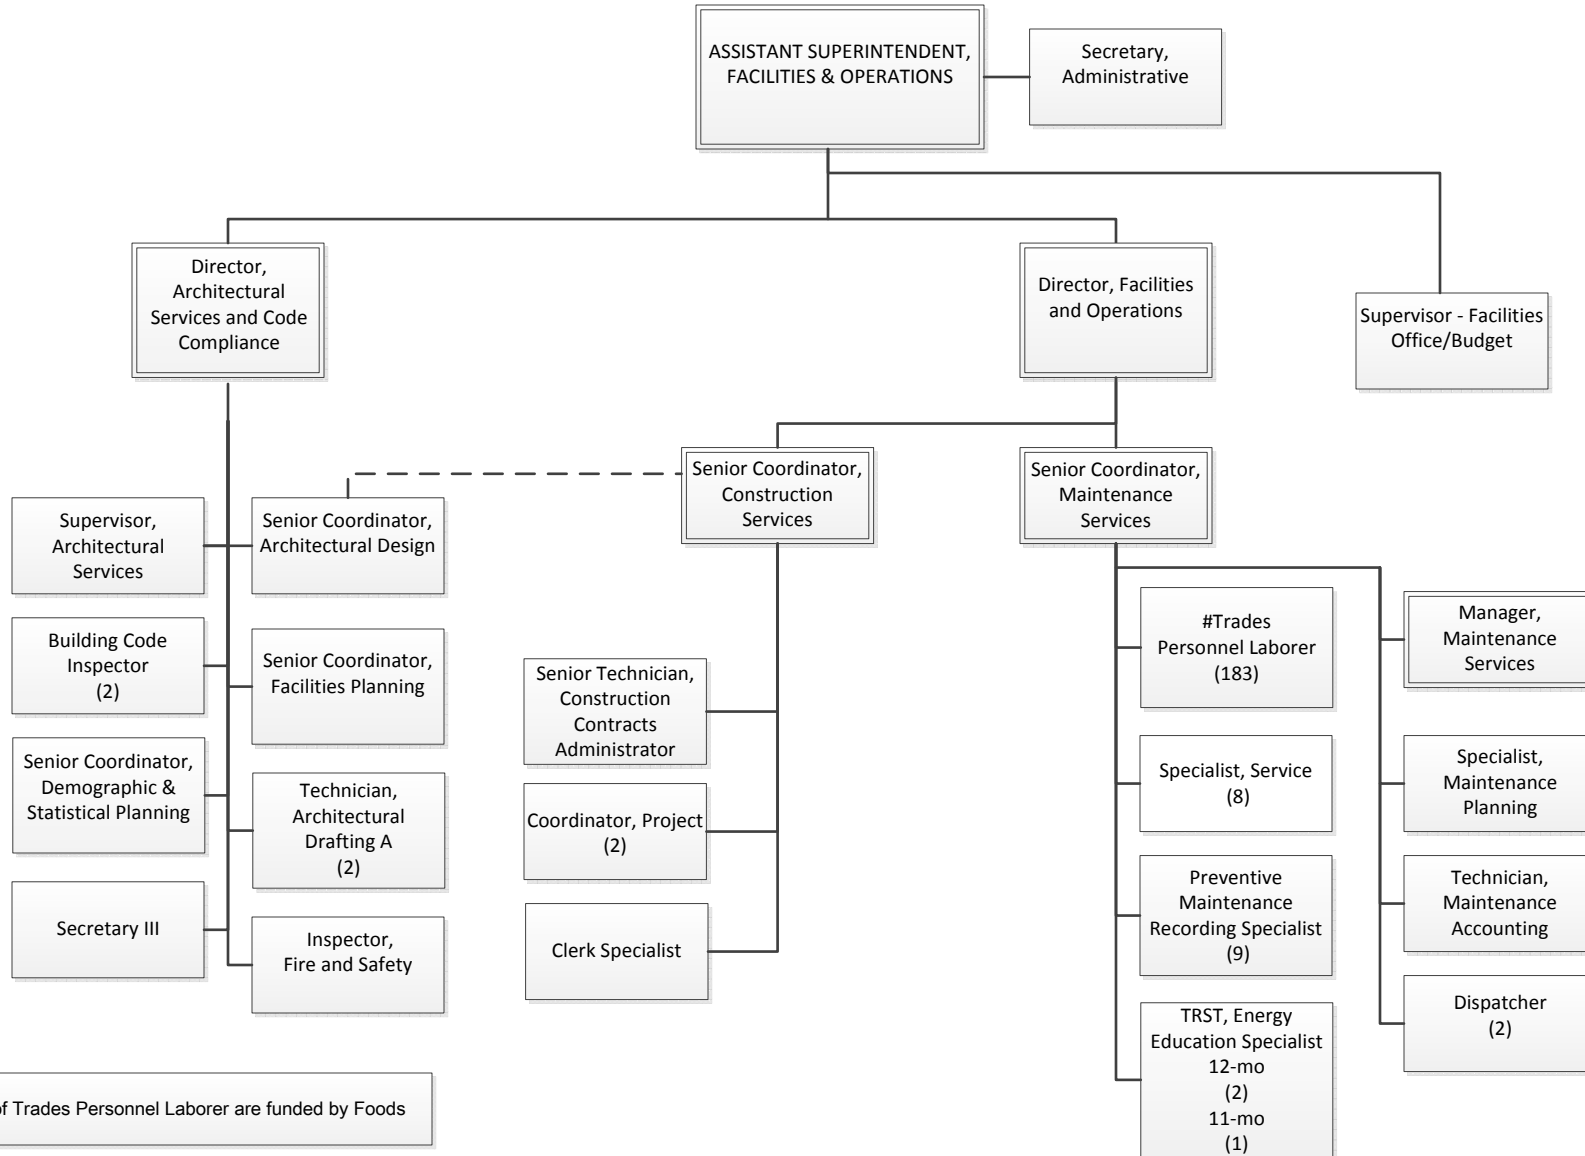 ASSISTANT SUPERINTENDENT,
FACILITIES & OPERATIONS
Secretary,
Administrative
Director,
Architectural
Services and Code
Compliance
Director, Facilities
and Operations
Supervisor - Facilities
Office/Budget
Senior Coordinator,
Construction
Services
Senior Coordinator,
Maintenance
Services
Supervisor,
Architectural
Services
Senior Coordinator,
Architectural Design
Building Code
Inspector
(2)
Senior Coordinator,
Facilities Planning
Senior Coordinator,
Demographic &
Statistical Planning
Technician,
Architectural
Drafting A
(2)
Secretary III
Inspector,
Fire and Safety
Senior Technician,
Construction
Contracts
Administrator
Coordinator, Project
(2)
Clerk Specialist
#Trades
Personnel Laborer
(183)
Specialist, Service
(8)
Preventive
Maintenance
Recording Specialist
(9)
TRST, Energy
Education Specialist
12-mo
(2)
11-mo
(1)
Manager,
Maintenance
Services
Specialist,
Maintenance
Planning
Technician,
Maintenance
Accounting
Dispatcher
(2)
of Trades Personnel Laborer are funded by Foods